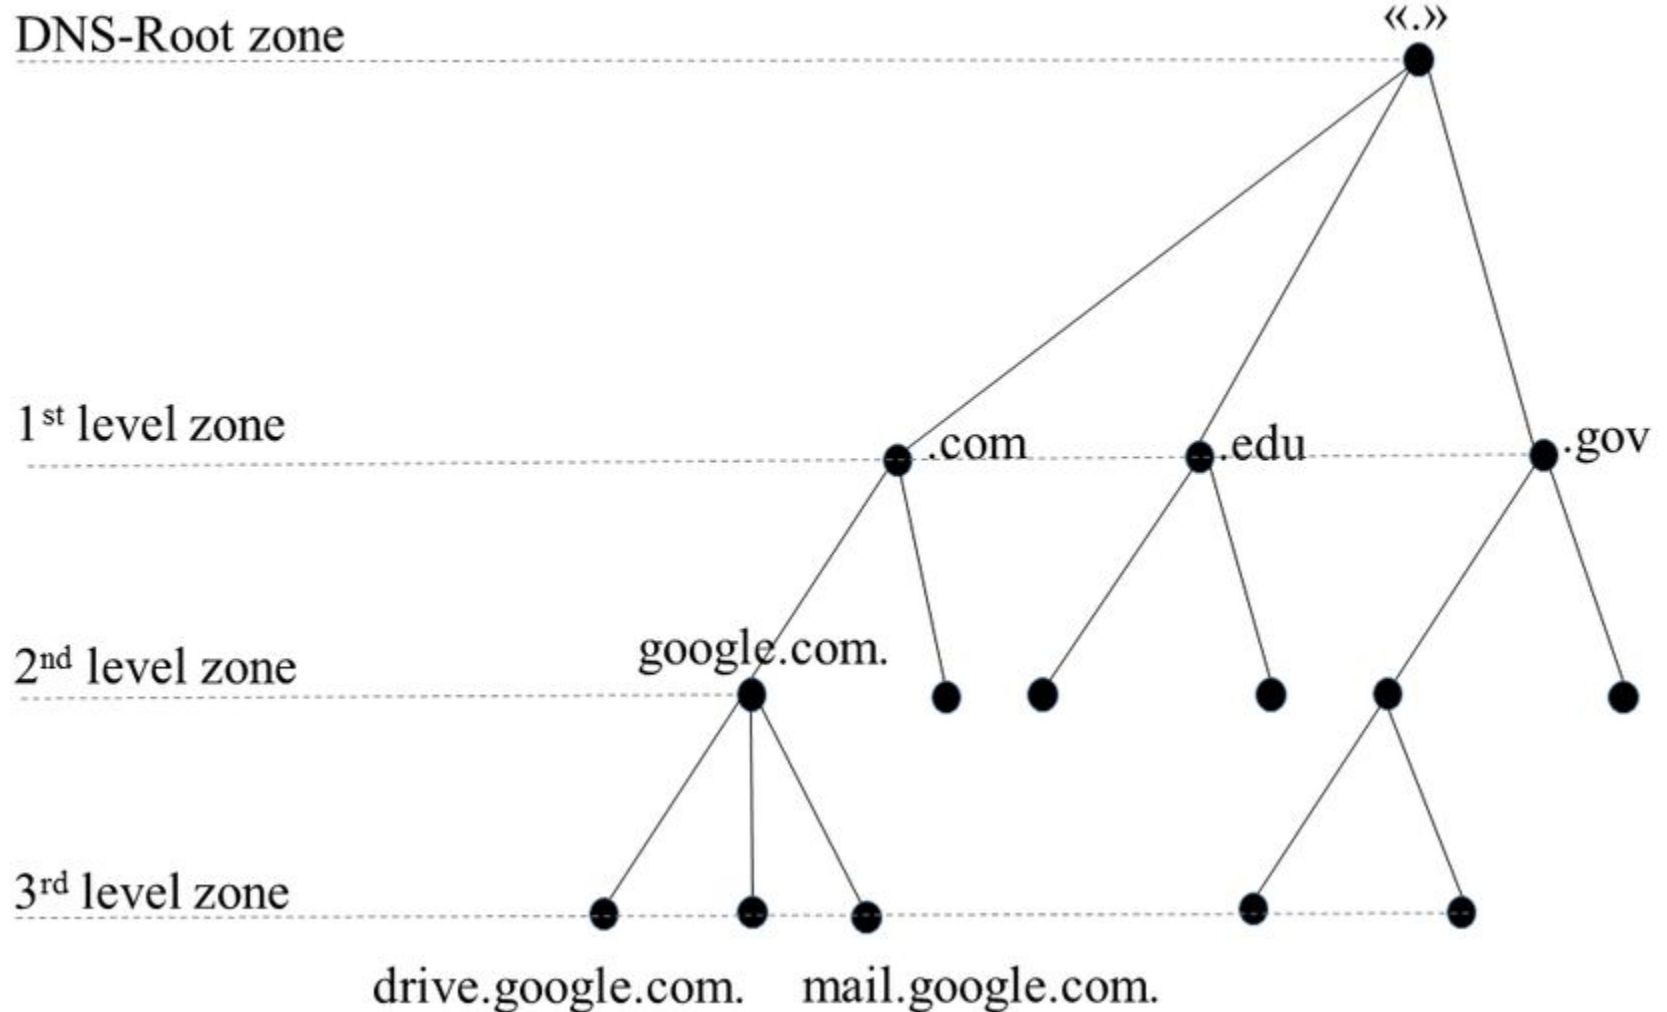 «.»
DNS-Root zone
1st level zone
.com
.edu
.gov
google.com.
2nd level zone
3rd level zone
drive.google.com.
mail.google.com.